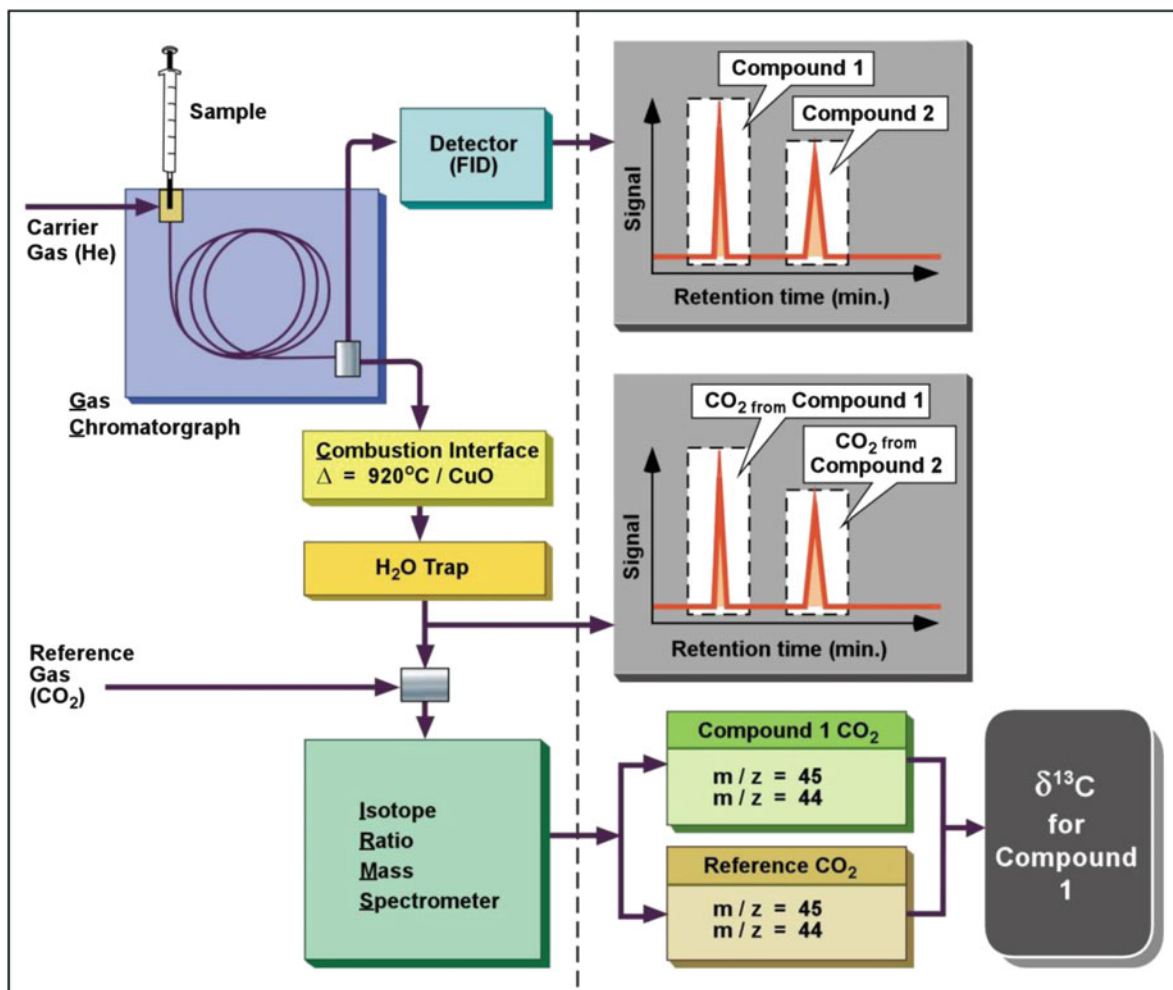 Sample
Carrier
Gas (He)
Gas
Chromatorgraph
Detector
(FID)
Compound 1
Compound 2
Signal
Retention time (min.)
Combustion Interface
Δ = 920°C / CuO
H₂O Trap
CO₂ from Compound 1
CO₂ from
Compound 2
Signal
Retention time (min.)
Reference
Gas
(CO₂)
Isotope
Ratio
Mass
Spectrometer
Compound 1 CO₂
m / z = 45
m / z = 44
Reference CO₂
m / z = 45
m / z = 44
δ¹³C
for
Compound
1